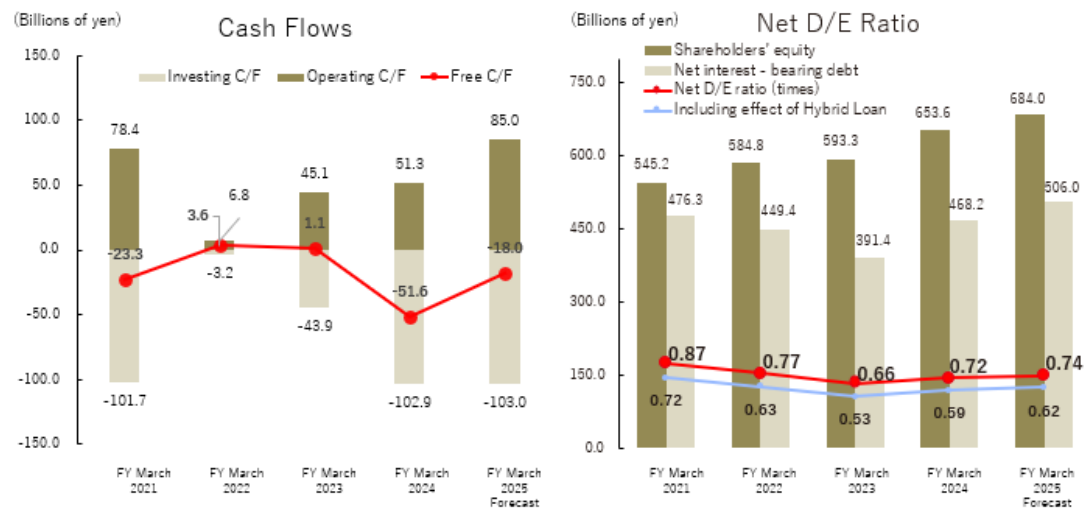 (Billions of yen)
Cash Flows
150.0
100.0
50.0
0.0
-50.0
-100.0
-150.0
Investing C/F
Operating C/F
Free C/F
78.4
-23.3
-101.7
3.6
6.8
-3.2
45.1
1.1
-43.9
51.3
-51.6
-102.9
85.0
-18.0
-103.0
FY March
2021
FY March
2022
FY March
2023
FY March
2024
FY March
2025
Forecast
(Billions of yen)
Net D/E Ratio
Shareholders' equity
Net interest - bearing debt
Net D/E ratio (times)
Including effect of Hybrid Loan
750.0
600.0
450.0
300.0
150.0
0.0
545.2
476.3
0.87
0.72
584.8
449.4
0.77
0.63
593.3
391.4
0.66
0.53
653.6
468.2
0.72
0.59
684.0
506.0
0.74
0.62
FY March
2021
FY March
2022
FY March
2023
FY March
2024
FY March
2025
Forecast